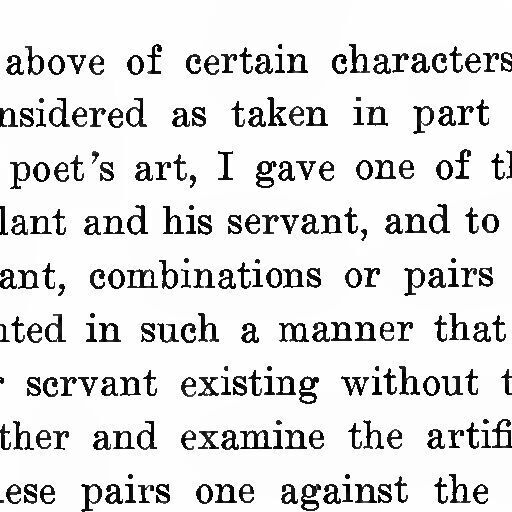 above of certain characters
nsidered as taken in part
poet's art, I gave one of th
lant and his servant, and to
ant, combinations or pairs
nted in such a manner that
r scrvant existing without t
ther and examine the artifi
ese pairs one against the